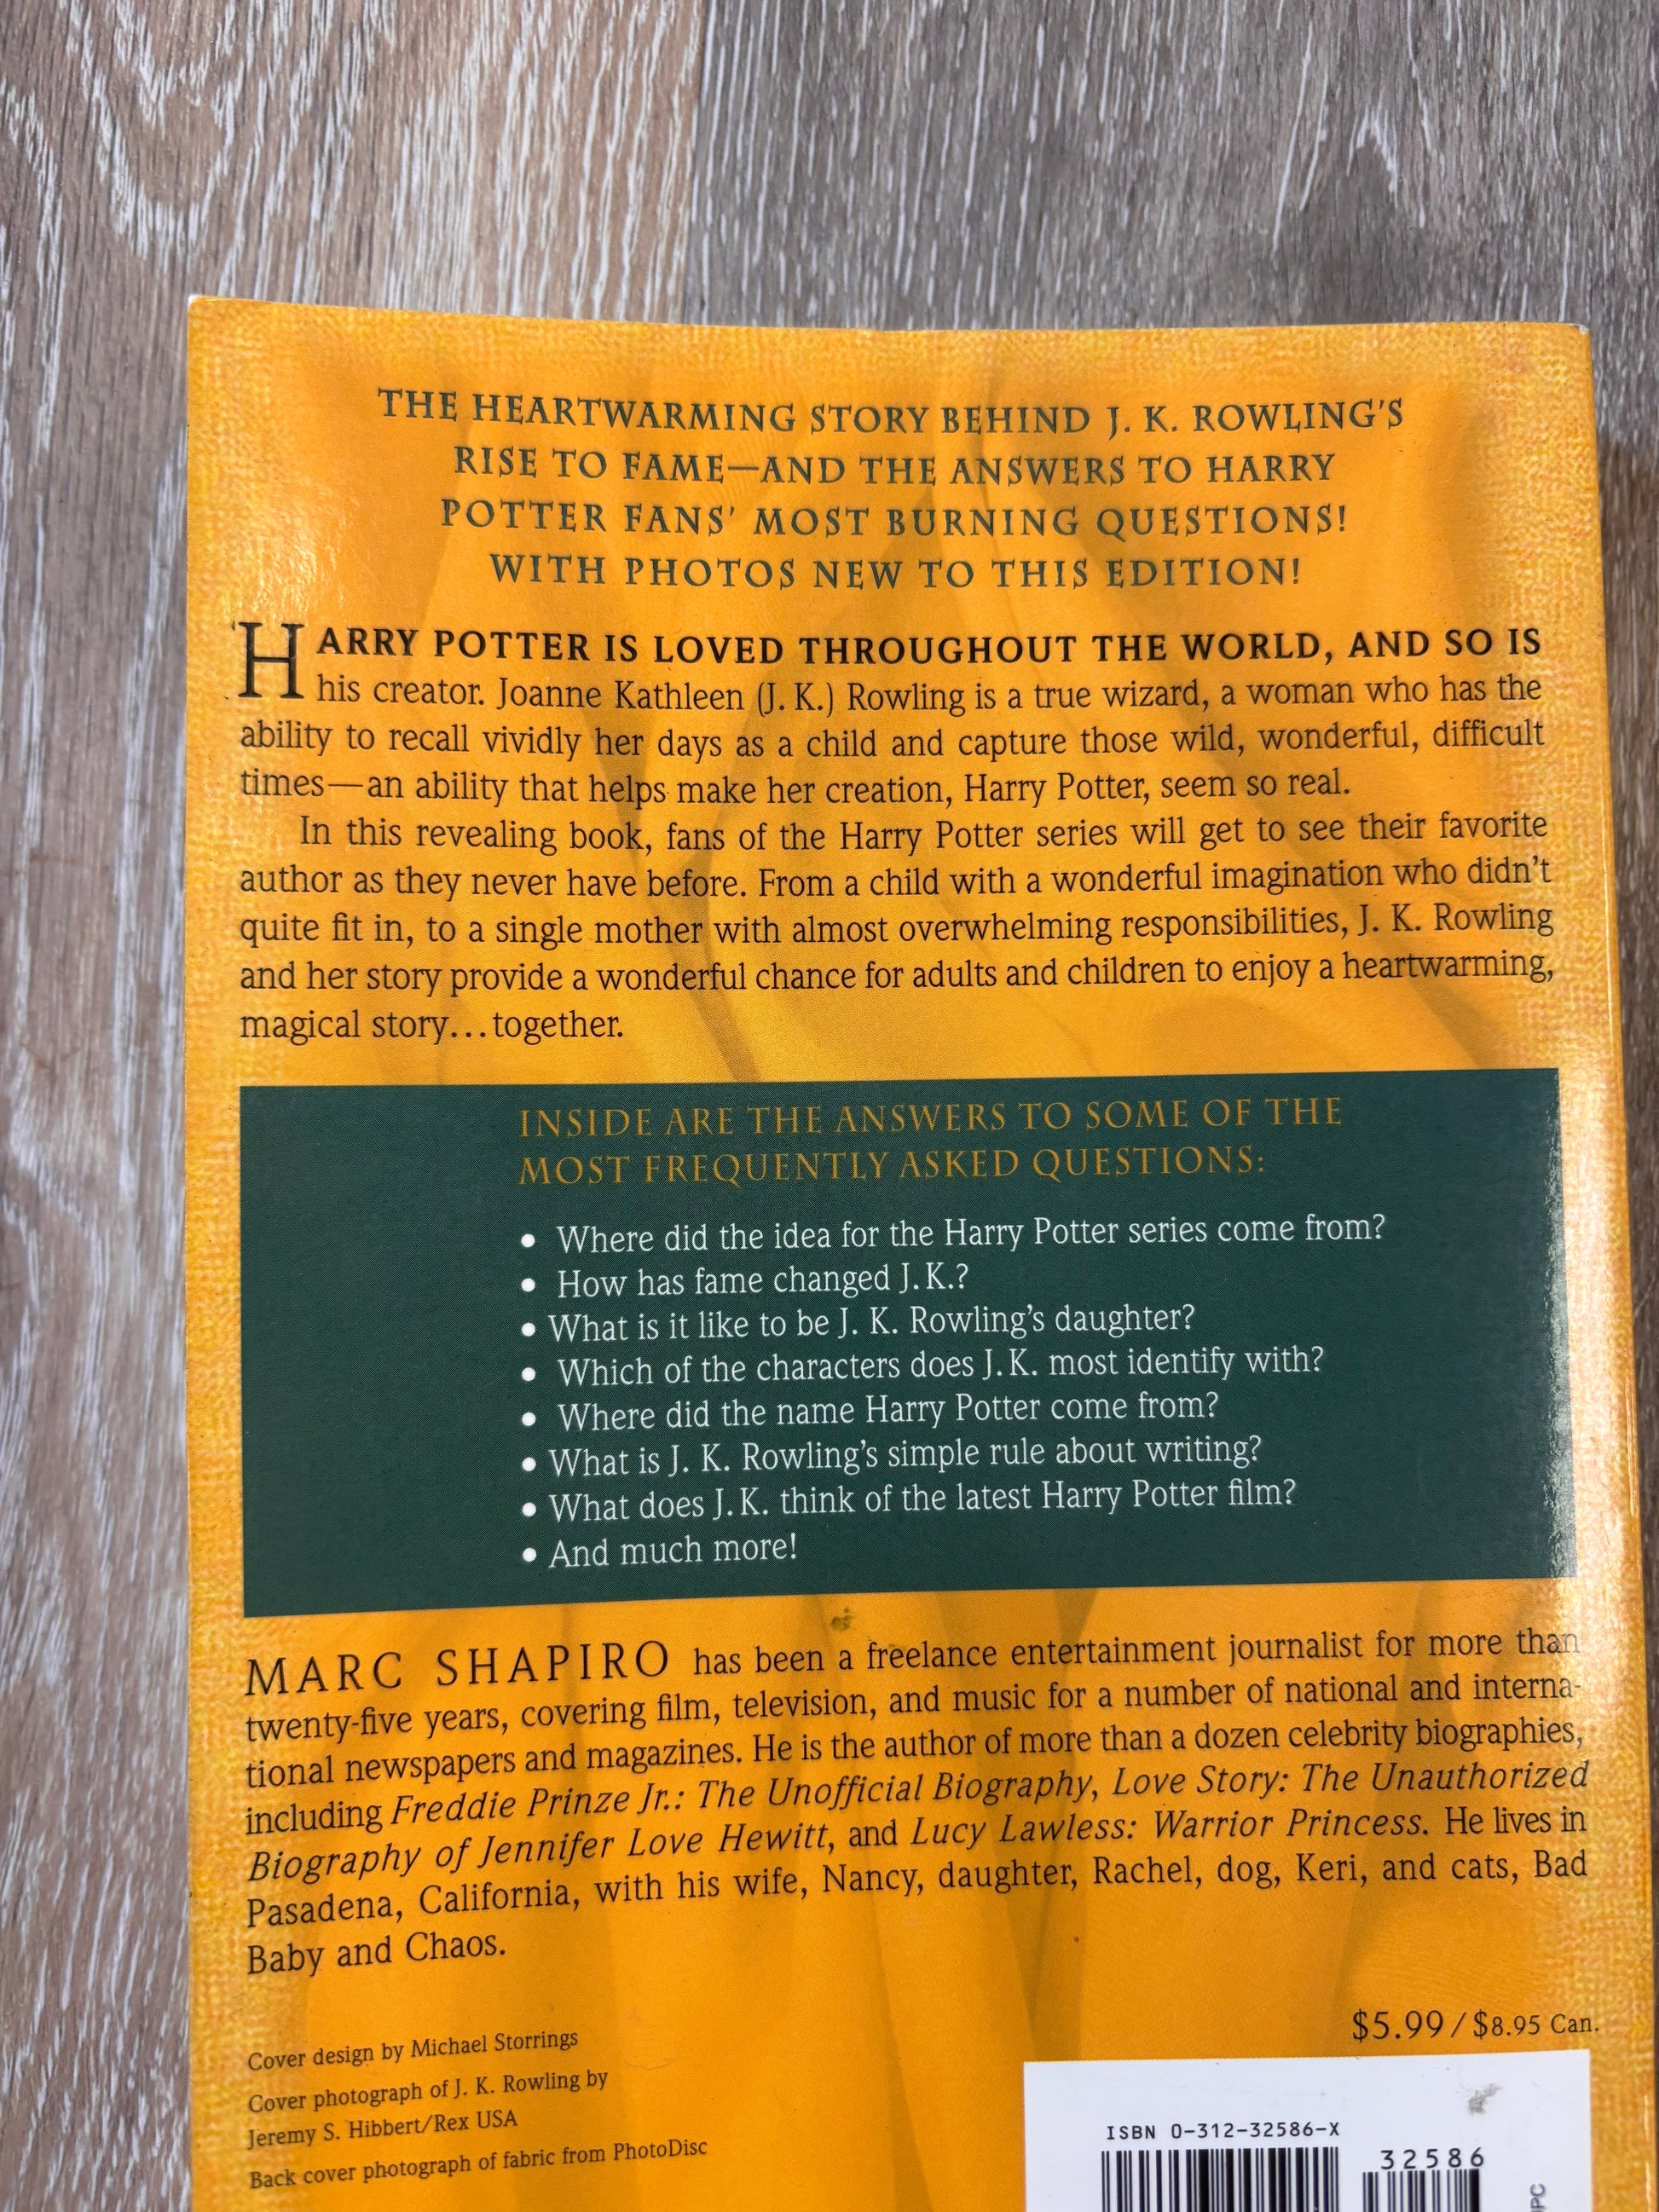 THE HEARTWARMING STORY BEHIND J. K. ROWLING'S
RISE TO FAME—AND THE ANSWERS TO HARRY
POTTER FANS' MOST BURNING QUESTIONS!
WITH PHOTOS NEW TO THIS EDITION!
HARRY POTTER IS LOVED THROUGHOUT THE WORLD, AND SO IS
his creator. Joanne Kathleen (J. K.) Rowling is a true wizard, a woman who has the
ability to recall vividly her days as a child and capture those wild, wonderful, difficult
times—an ability that helps make her creation, Harry Potter, seem so real.
In this revealing book, fans of the Harry Potter series will get to see their favorite
author as they never have before. From a child with a wonderful imagination who didn't
quite fit in, to a single mother with almost overwhelming responsibilities, J. K. Rowling
and her story provide a wonderful chance for adults and children to enjoy a heartwarming,
magical story...together.
INSIDE ARE THE ANSWERS TO SOME OF THE
MOST FREQUENTLY ASKED QUESTIONS:
• Where did the idea for the Harry Potter series come from?
• How has fame changed J. K.?
• What is it like to be J. K. Rowling's daughter?
• Which of the characters does J. K. most identify with?
• Where did the name Harry Potter come from?
• What is J. K. Rowling's simple rule about writing?
• What does J. K. think of the latest Harry Potter film?
• And much more!
MARC SHAPIRO has been a freelance entertainment journalist for more than
twenty-five years, covering film, television, and music for a number of national and interna-
tional newspapers and magazines. He is the author of more than a dozen celebrity biographies,
including Freddie Prinze Jr.: The Unofficial Biography, Love Story: The Unauthorized
Biography of Jennifer Love Hewitt, and Lucy Lawless: Warrior Princess. He lives in
Pasadena, California, with his wife, Nancy, daughter, Rachel, dog, Keri, and cats, Bad
Baby and Chaos.
$5.99 / $8.95 Can.
Cover design by Michael Storrings
Cover photograph of J. K. Rowling by
Jeremy S. Hibbert/Rex USA
Back cover photograph of fabric from PhotoDisc
ISBN 0-312-32586-X
32586